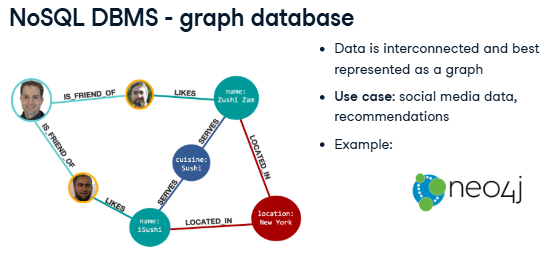 NoSQL DBMS - graph database
IS_FRIEND_OF
LIKES
name:
Zushi Zam
IS_FRIEND_OF
SERVES
cuisine:
Sushi
LOCATED_IN
SERVES
LIKES
name:
iSushi
LOCATED_IN
location:
New York
• Data is interconnected and best
represented as a graph
• Use case: social media data,
recommendations
• Example:
neo4j